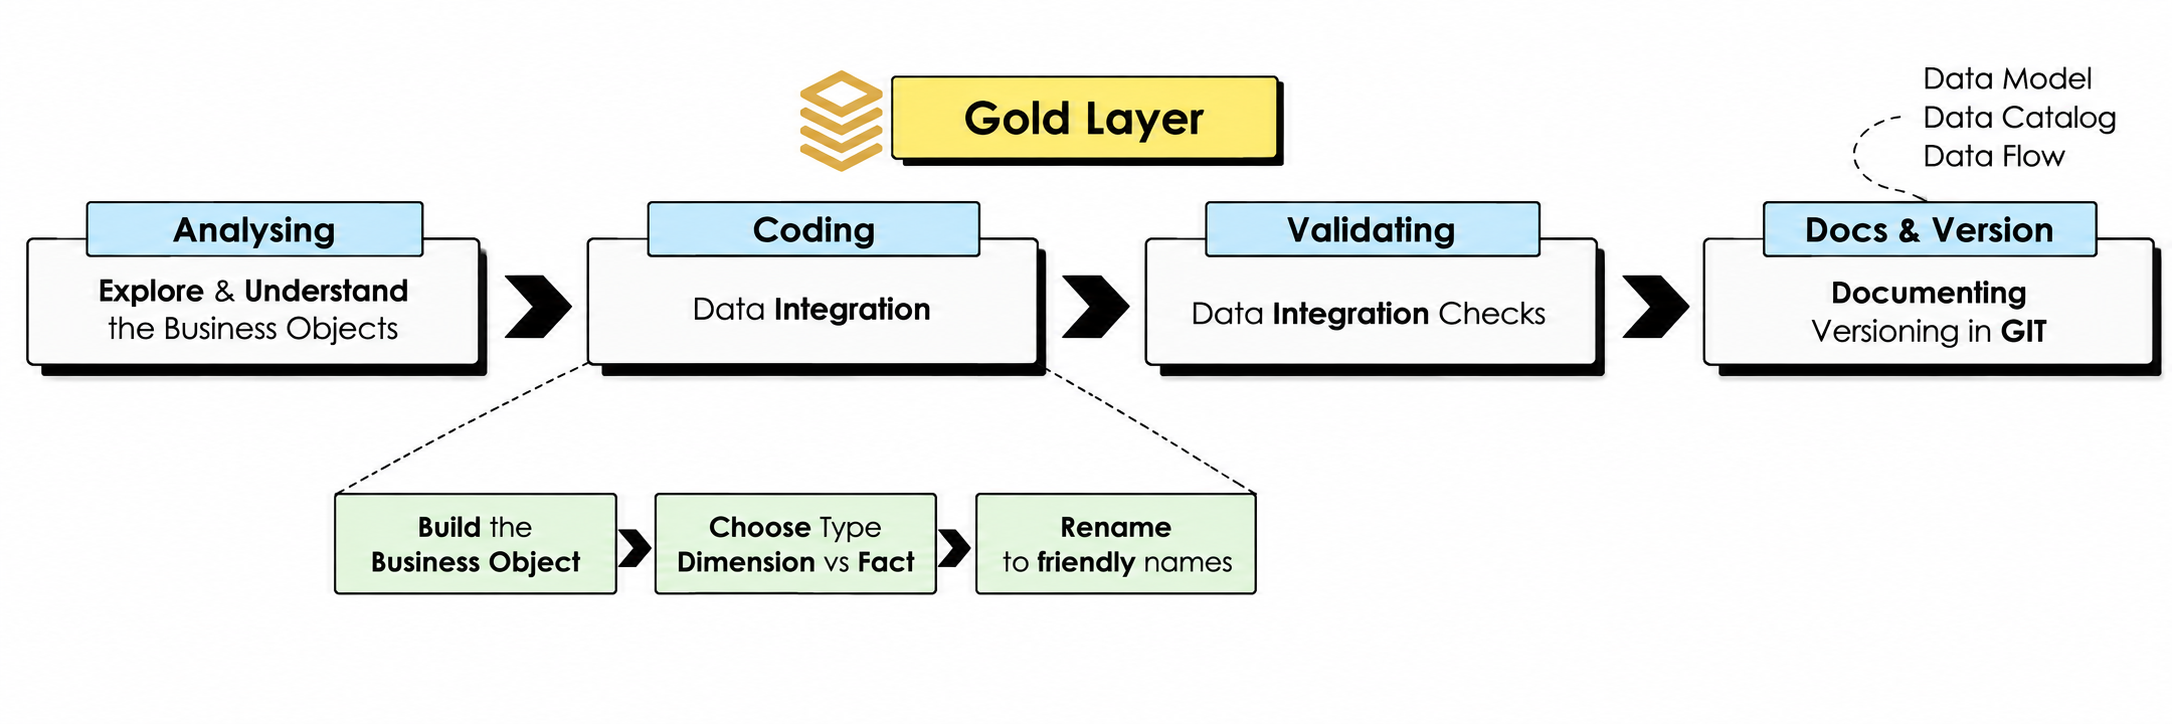 Gold Layer
Data Model
Data Catalog
Data Flow
Analysing
Explore & Understand
the Business Objects
Coding
Data Integration
Validating
Data Integration Checks
Docs & Version
Documenting
Versioning in GIT
Build the
Business Object
Choose Type
Dimension vs Fact
Rename
to friendly names